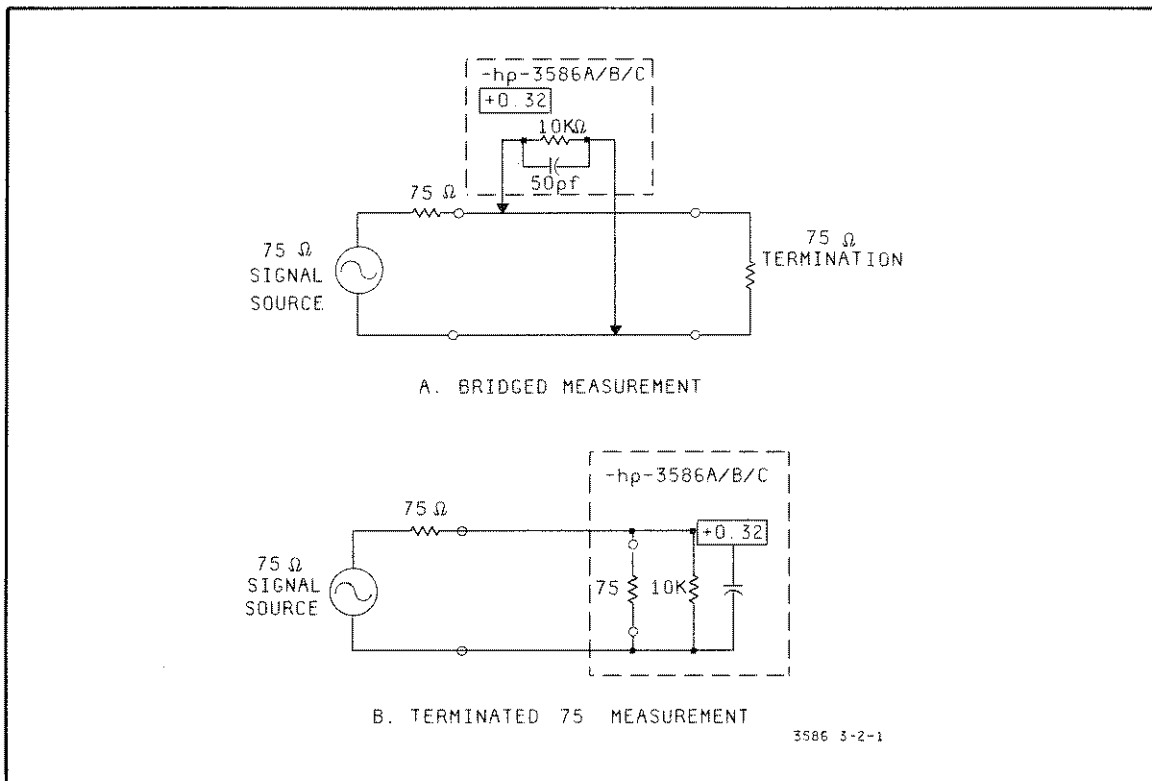 -hp-3586A/B/C
+0.32
10KΩ
50pf
75 Ω
75 Ω
SIGNAL
SOURCE
75 Ω
TERMINATION
A. BRIDGED MEASUREMENT
-hp-3586A/B/C
75 Ω
+0.32
75 Ω
SIGNAL
SOURCE
75
10K
B. TERMINATED 75 MEASUREMENT
3586 3-2-1